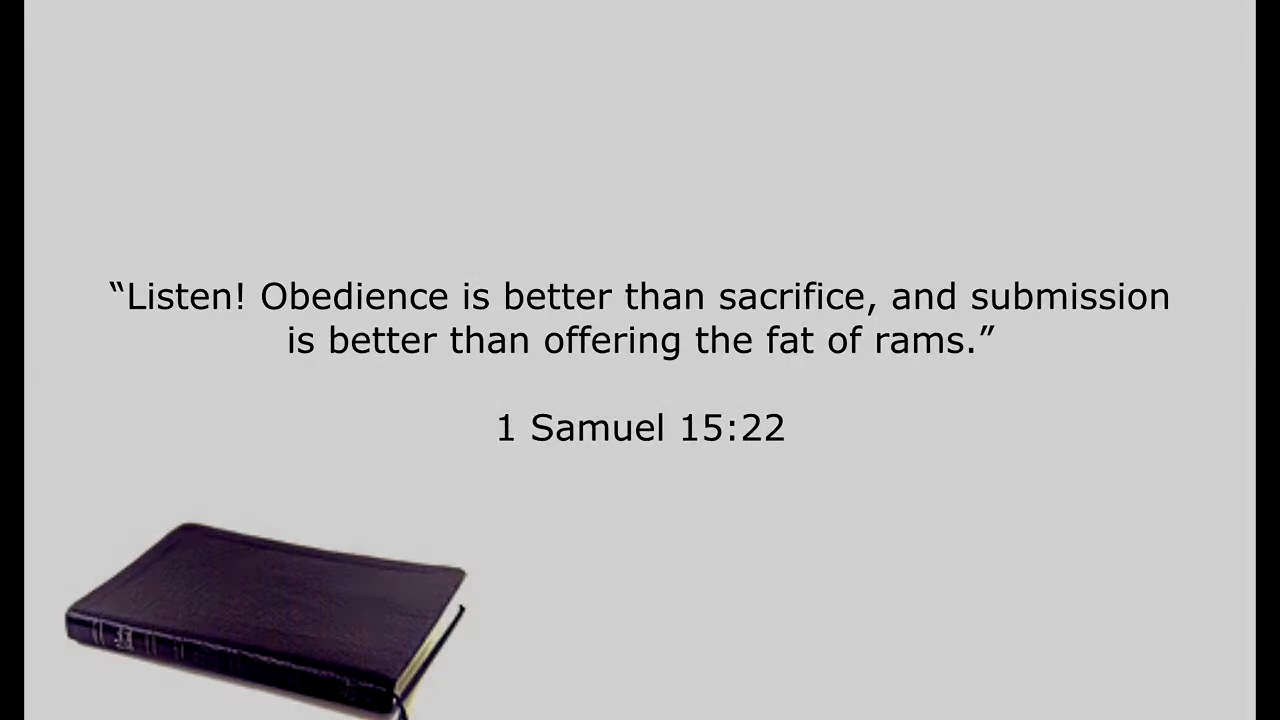 “Listen! Obedience is better than sacrifice, and submission
is better than offering the fat of rams.”
1 Samuel 15:22